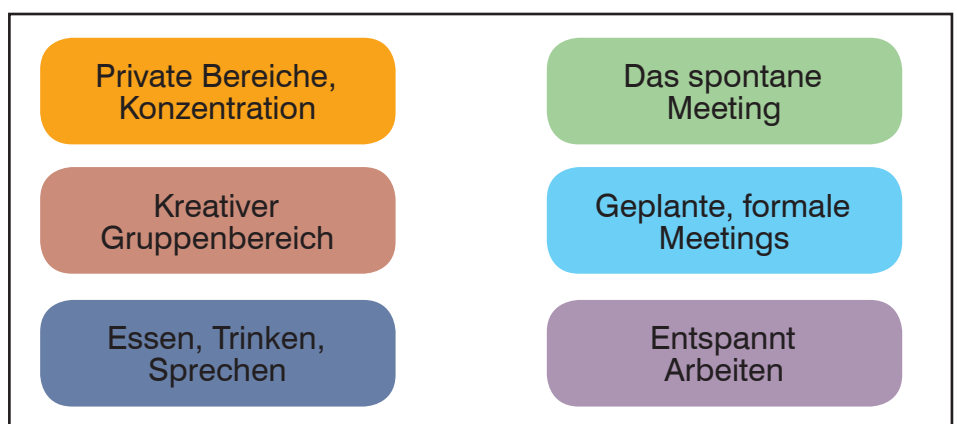 Private Bereiche,
Konzentration
Das spontane
Meeting
Kreativer
Gruppenbereich
Geplante, formale
Meetings
Essen, Trinken,
Sprechen
Entspannt
Arbeiten